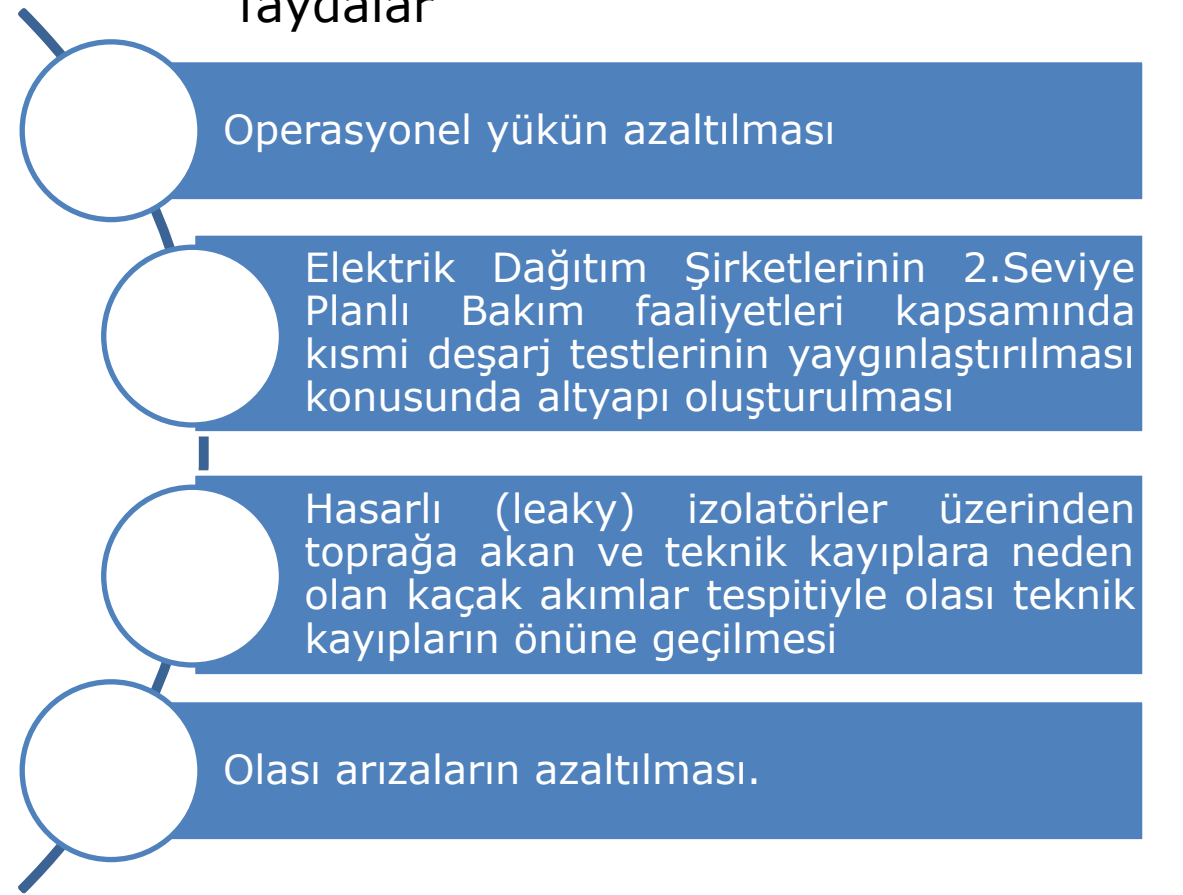 faydalar
Operasyonel yükün azaltılması
Elektrik Dağıtım Şirketlerinin 2.Seviye
Planlı Bakım faaliyetleri kapsamında
kısmi deşarj testlerinin yaygınlaştırılması
konusunda altyapı oluşturulması
Hasarlı (leaky) izolatörler üzerinden
toprağa akan ve teknik kayıplara neden
olan kaçak akımlar tespitiyle olası teknik
kayıpların önüne geçilmesi
Olası arızaların azaltılması.